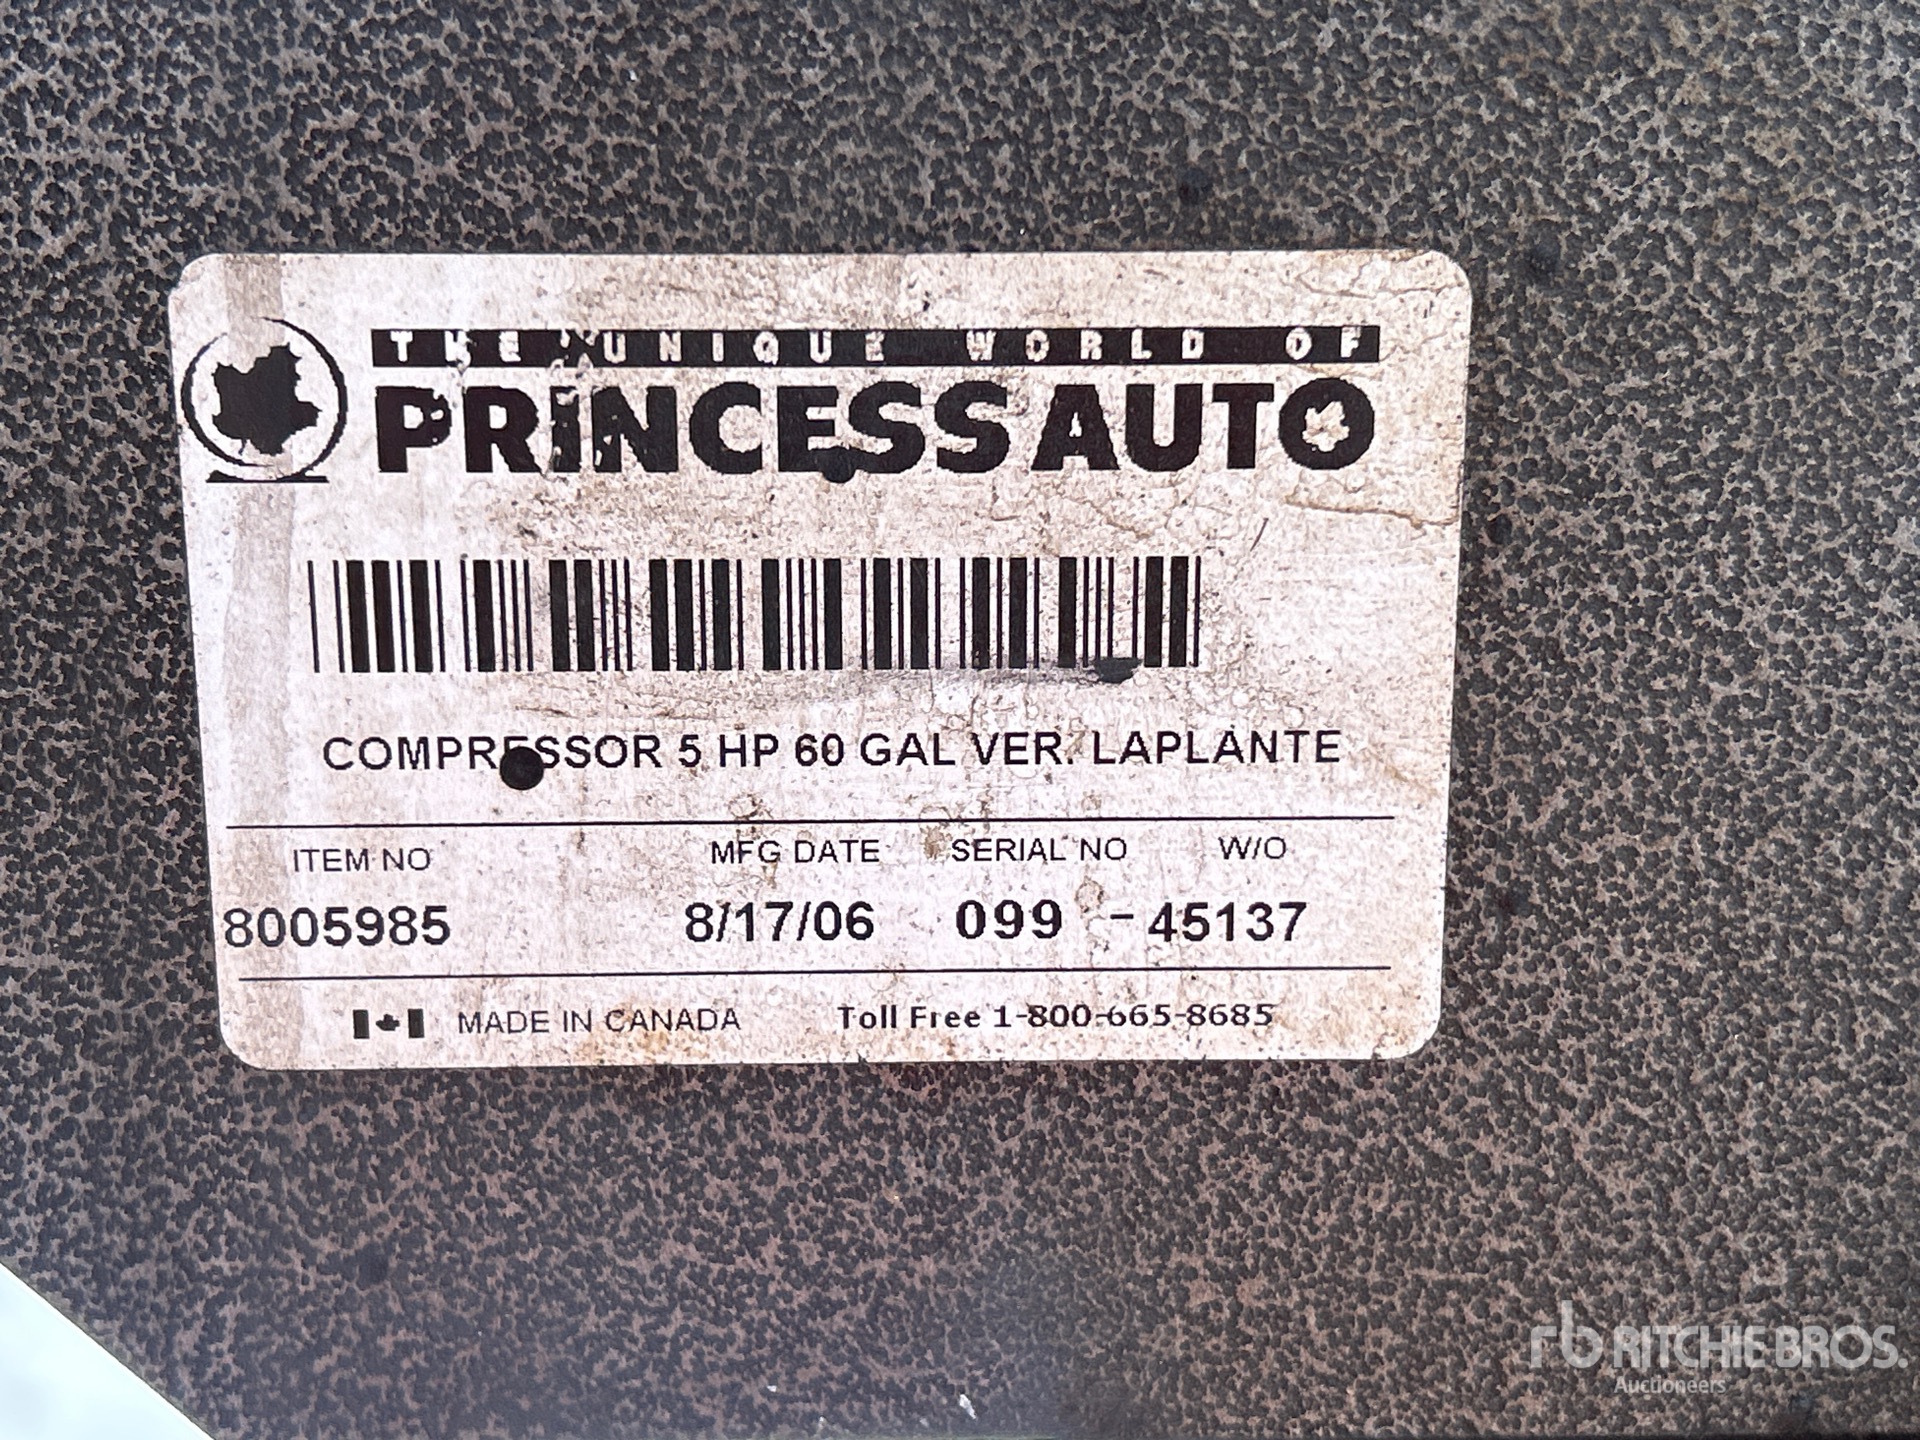 THE UNIQUE WORLD OF
PRINCESS AUTO
COMPRESSOR 5 HP 60 GAL VER. LAPLANTE
ITEM NO MFG DATE SERIAL NO W/O
8005985 8/17/06 099 - 45137
MADE IN CANADA Toll Free 1-800-665-8685
rb RITCHIE BROS.
Auctioneers